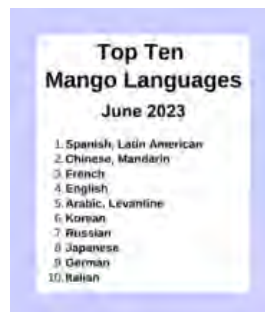 Top Ten
Mango Languages
June 2023
1. Spanish, Latin American
2. Chinese, Mandarin
3. French
4. English
5. Arabic, Levantine
6. Korean
7. Russian
8. Japanese
9. German
10. Italian